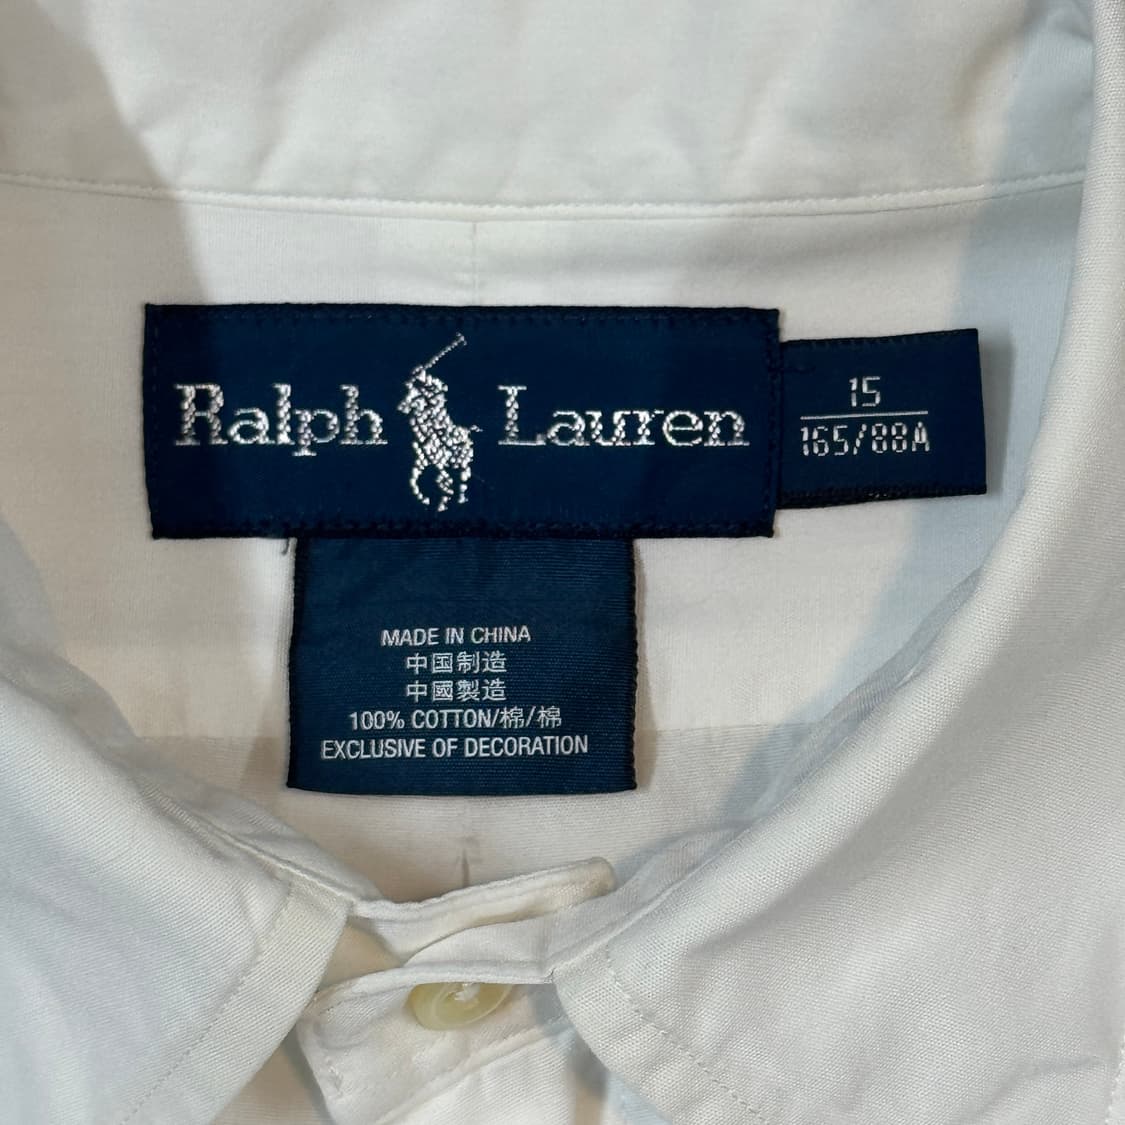 Ralph Lauren
15
165/88A
MADE IN CHINA
中国制造
中國製造
100% COTTON/棉/棉
EXCLUSIVE OF DECORATION